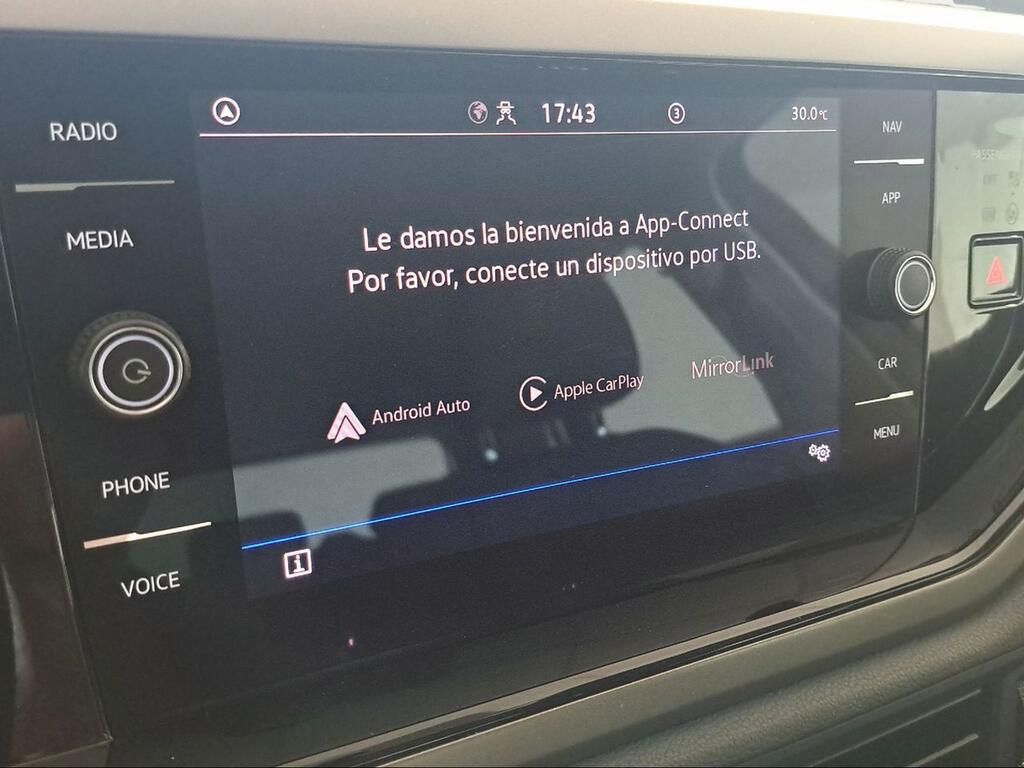 RADIO
MEDIA
PHONE
VOICE
17:43
3
30.0°C
Le damos la bienvenida a App-Connect
Por favor, conecte un dispositivo por USB.
Android Auto
Apple CarPlay
MirrorLink
i
NAV
APP
CAR
MENU